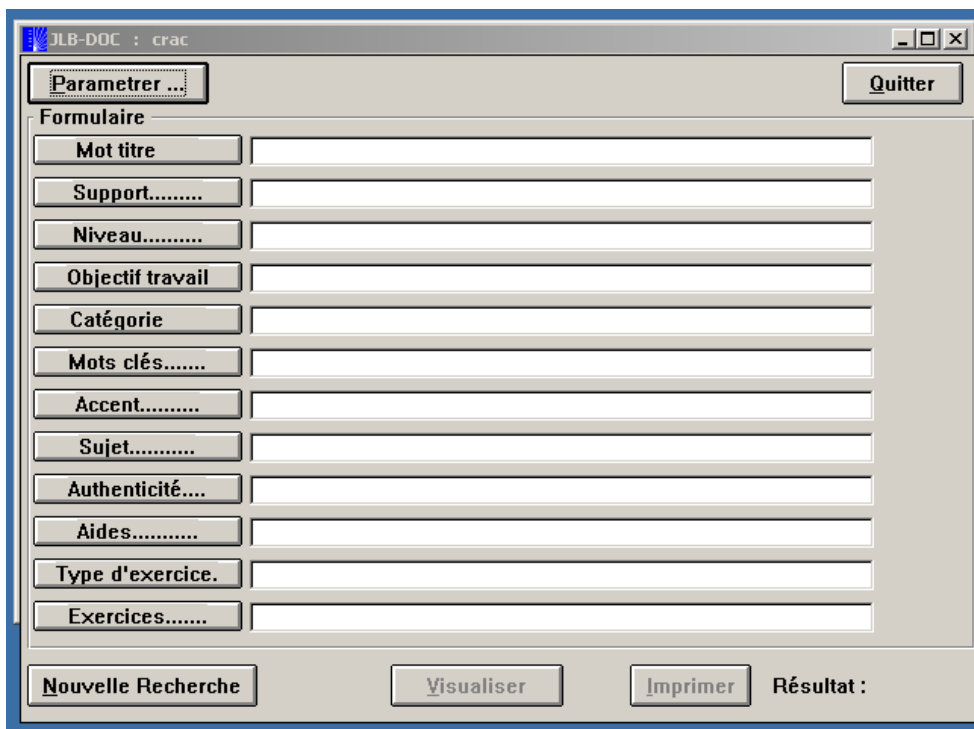 JLB-DOC : crac
Parametrer ... Quitter
Formulaire
Mot titre
Support.........
Niveau..........
Objectif travail
Catégorie
Mots clés.......
Accent..........
Sujet...........
Authenticité....
Aides...........
Type d'exercice.
Exercices.......
Nouvelle Recherche Visualiser Imprimer Résultat :